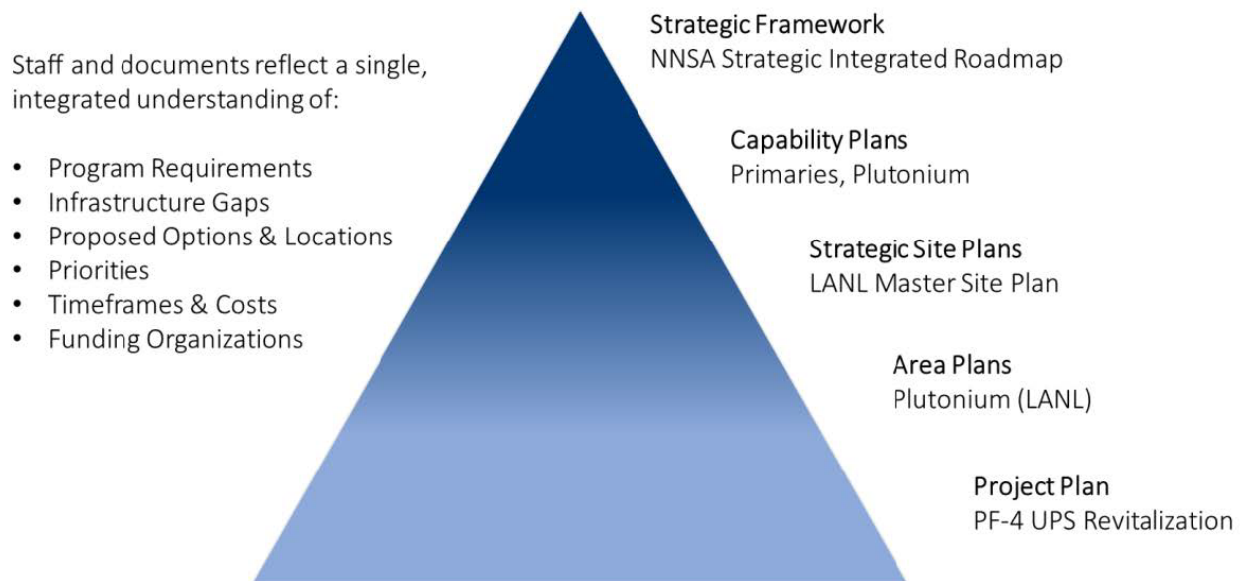 Staff and documents reflect a single,
integrated understanding of:
• Program Requirements
• Infrastructure Gaps
• Proposed Options & Locations
• Priorities
• Timeframes & Costs
• Funding Organizations
Strategic Framework
NNSA Strategic Integrated Roadmap
Capability Plans
Primaries, Plutonium
Strategic Site Plans
LANL Master Site Plan
Area Plans
Plutonium (LANL)
Project Plan
PF-4 UPS Revitalization